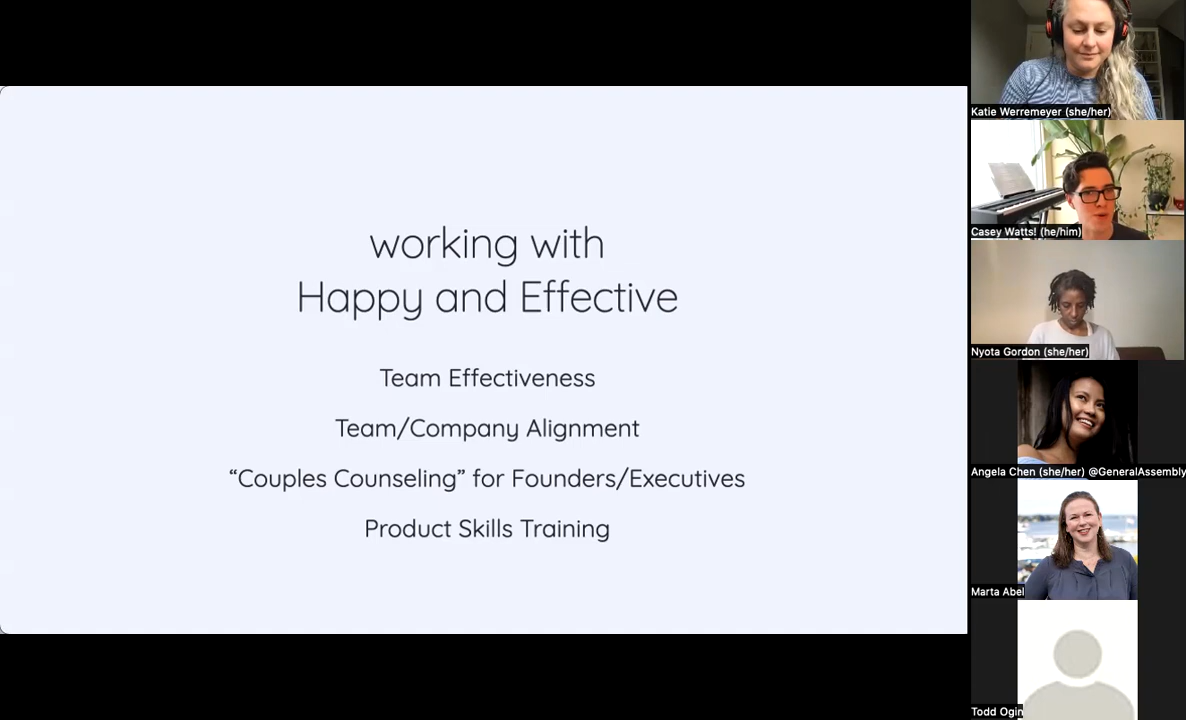 working with
Happy and Effective
Team Effectiveness
Team/Company Alignment
“Couples Counseling” for Founders/Executives
Product Skills Training
Katie Werremeyer (she/her)
Casey Watts! (he/him)
Nyota Gordon (she/her)
Angela Chen (she/her) @GeneralAssembly
Marta Abel
Todd Ogin